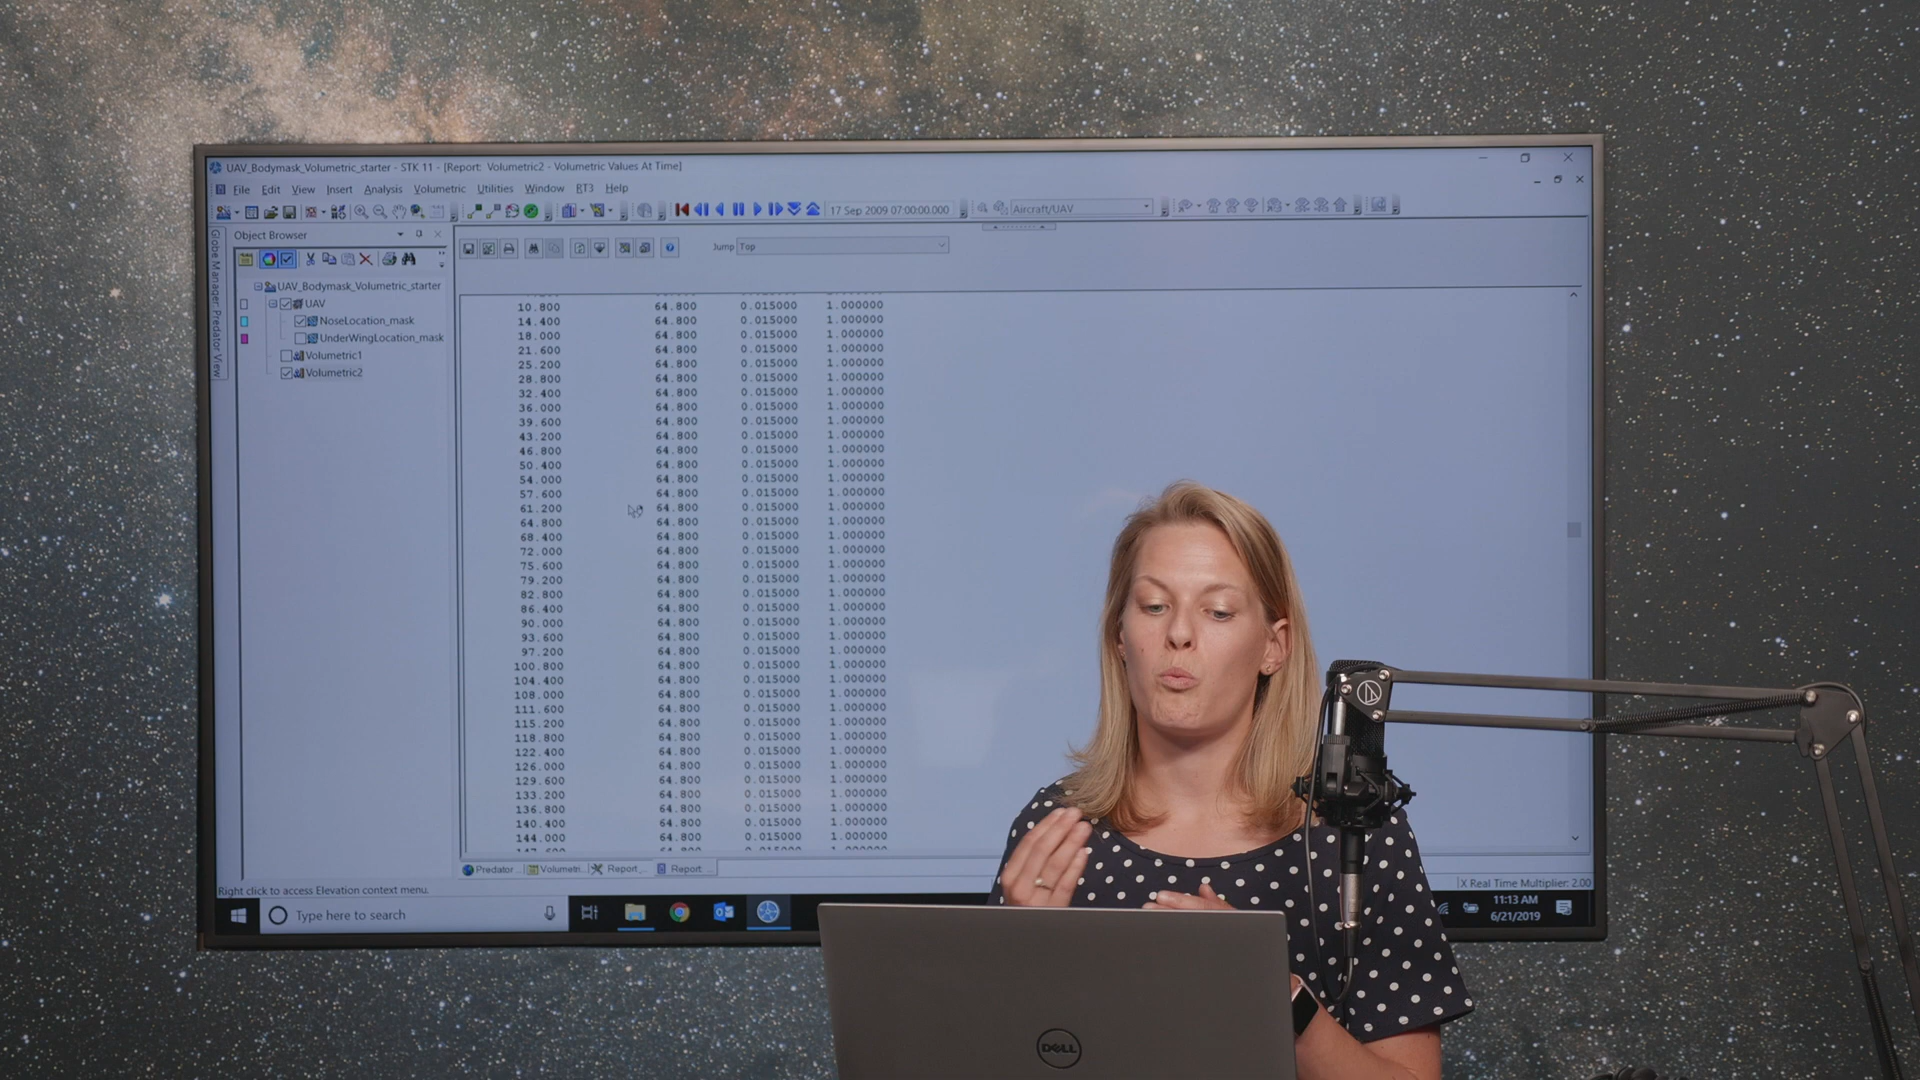 UAV_Bodymask_Volumetric_starter - STK 11 - [Report: Volumetric2 - Volumetric Values At Time]
File Edit View Insert Analysis Volumetric Utilities Window RT3 Help
17 Sep 2009 07:00:00.000 Aircraft/UAV
Globe Manager: Predator View
Object Browser
Jump Top
UAV_Bodymask_Volumetric_starter
UAV
NoseLocation_mask
UnderWingLocation_mask
Volumetric1
Volumetric2
10.800 64.800 0.015000 1.000000
14.400 64.800 0.015000 1.000000
18.000 64.800 0.015000 1.000000
21.600 64.800 0.015000 1.000000
25.200 64.800 0.015000 1.000000
28.800 64.800 0.015000 1.000000
32.400 64.800 0.015000 1.000000
36.000 64.800 0.015000 1.000000
39.600 64.800 0.015000 1.000000
43.200 64.800 0.015000 1.000000
46.800 64.800 0.015000 1.000000
50.400 64.800 0.015000 1.000000
54.000 64.800 0.015000 1.000000
57.600 64.800 0.015000 1.000000
61.200 64.800 0.015000 1.000000
64.800 64.800 0.015000 1.000000
68.400 64.800 0.015000 1.000000
72.000 64.800 0.015000 1.000000
75.600 64.800 0.015000 1.000000
79.200 64.800 0.015000 1.000000
82.800 64.800 0.015000 1.000000
86.400 64.800 0.015000 1.000000
90.000 64.800 0.015000 1.000000
93.600 64.800 0.015000 1.000000
97.200 64.800 0.015000 1.000000
100.800 64.800 0.015000 1.000000
104.400 64.800 0.015000 1.000000
108.000 64.800 0.015000 1.000000
111.600 64.800 0.015000 1.000000
115.200 64.800 0.015000 1.000000
118.800 64.800 0.015000 1.000000
122.400 64.800 0.015000 1.000000
126.000 64.800 0.015000 1.000000
129.600 64.800 0.015000 1.000000
133.200 64.800 0.015000 1.000000
136.800 64.800 0.015000 1.000000
140.400 64.800 0.015000 1.000000
144.000 64.800 0.015000 1.000000
Predator... Volumetri... Report... Report...
Right click to access Elevation context menu.
X Real Time Multiplier: 2.00
Type here to search
11:13 AM
6/21/2019
DELL